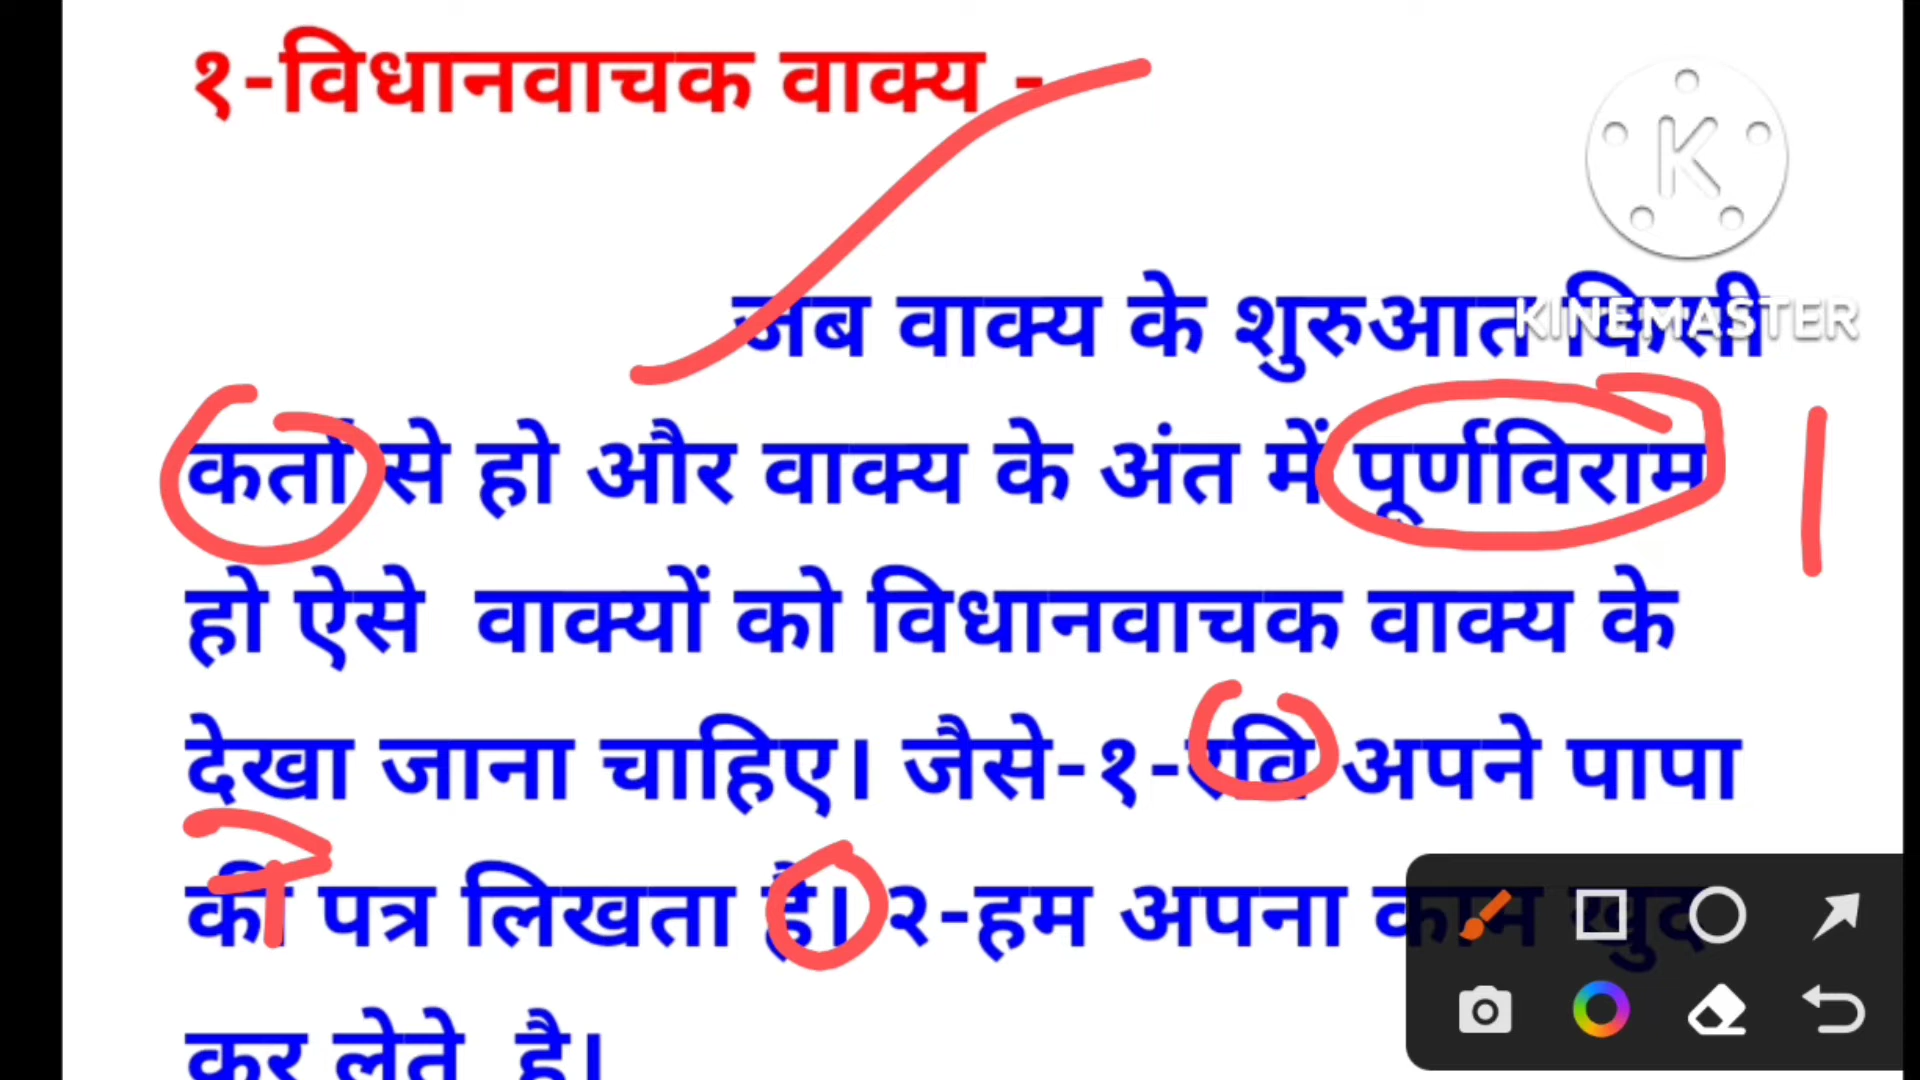 १-विधानवाचक वाक्य -
जब वाक्य के शुरुआत किसी
कर्ता से हो और वाक्य के अंत में पूर्णविराम
हो ऐसे वाक्यों को विधानवाचक वाक्य के
देखा जाना चाहिए। जैसे-१-रवि अपने पापा
की पत्र लिखता है। २-हम अपना काम खुद
कर लेते है।
K
KINEMASTER